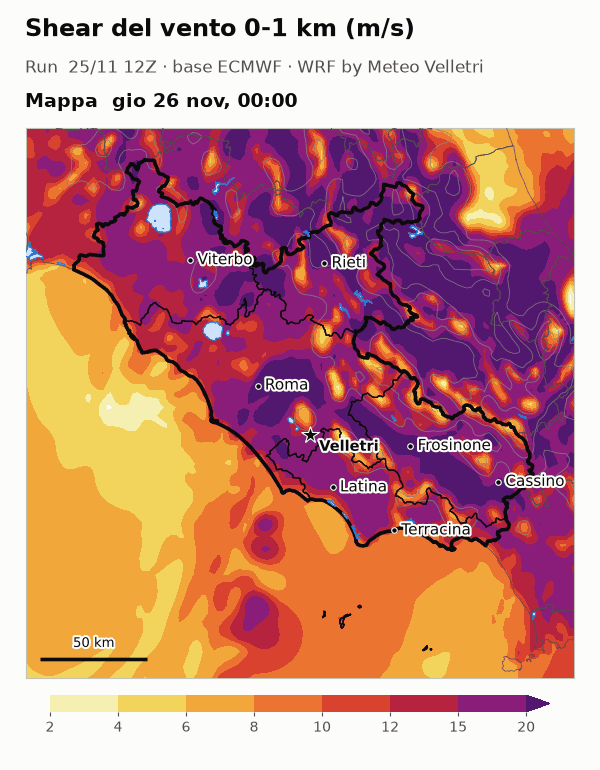 Shear del vento 0-1 km (m/s)
Run  25/11 12Z · base ECMWF · WRF by Meteo Velletri
Mappa  gio 26 nov, 00:00
Viterbo
Rieti
Roma
Velletri
Frosinone
Latina
Cassino
Terracina
50 km
2 4 6 8 10 12 15 20